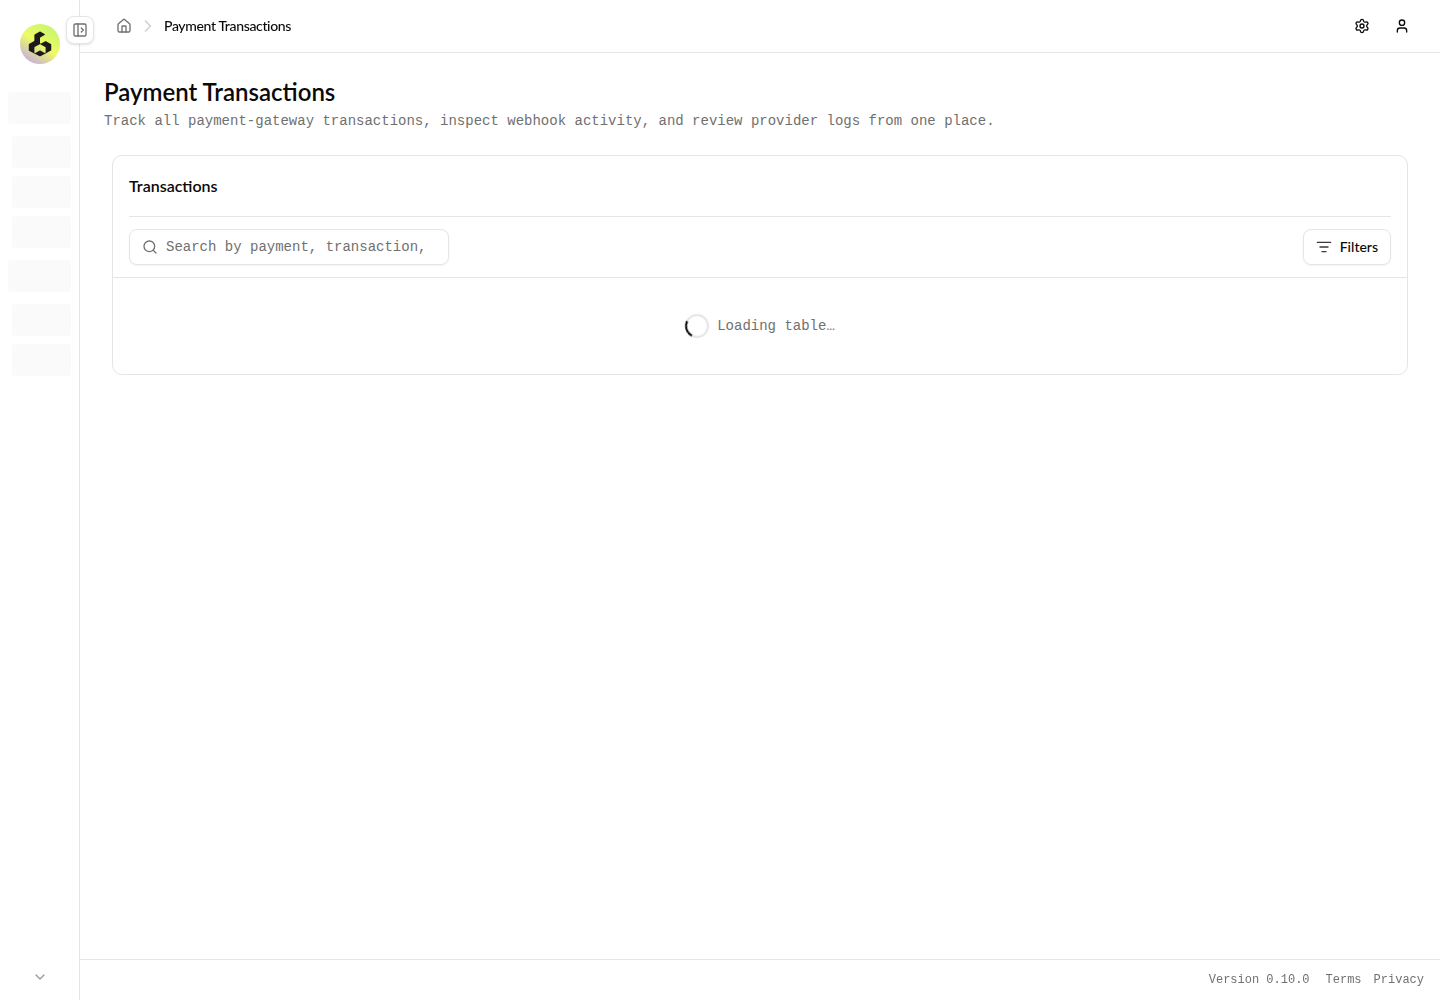 Payment Transactions
Payment Transactions
Track all payment-gateway transactions, inspect webhook activity, and review provider logs from one place.
Transactions
Search by payment, transaction,
Filters
Loading table…
Version 0.10.0 Terms Privacy